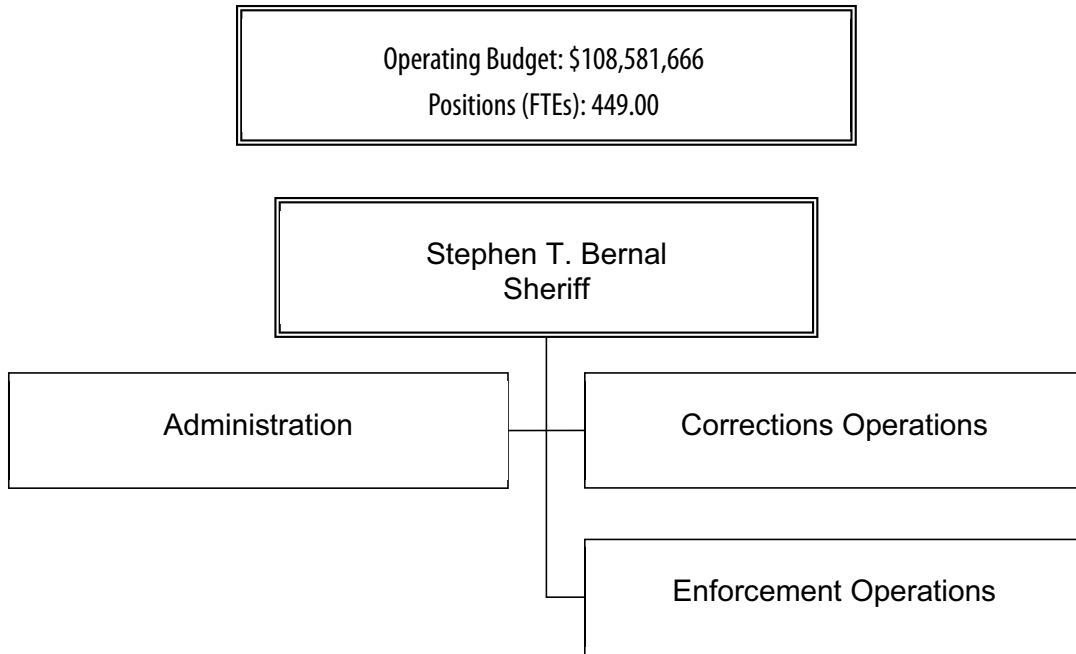 Operating Budget: $108,581,666
Positions (FTEs): 449.00
Stephen T. Bernal
Sheriff
Administration
Corrections Operations
Enforcement Operations